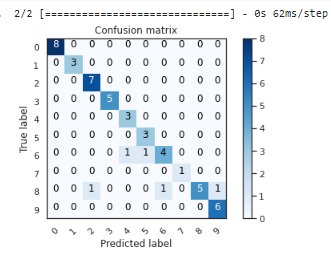 2/2 [==============================] - 0s 62ms/step
Confusion matrix
0 8 0 0 0 0 0 0 0 0 0
1 0 3 0 0 0 0 0 0 0 0
2 0 0 7 0 0 0 0 0 0 0
3 0 0 0 5 0 0 0 0 0 0
4 0 0 0 0 3 0 0 0 0 0
5 0 0 0 0 0 3 0 0 0 0
6 0 0 0 0 1 1 4 0 0 0
7 0 0 0 0 0 0 0 1 0 0
8 0 0 1 0 0 0 1 0 5 1
9 0 0 0 0 0 0 0 0 0 6
0 1 2 3 4 5 6 7 8 9
True label
Predicted label
8
7
6
5
4
3
2
1
0